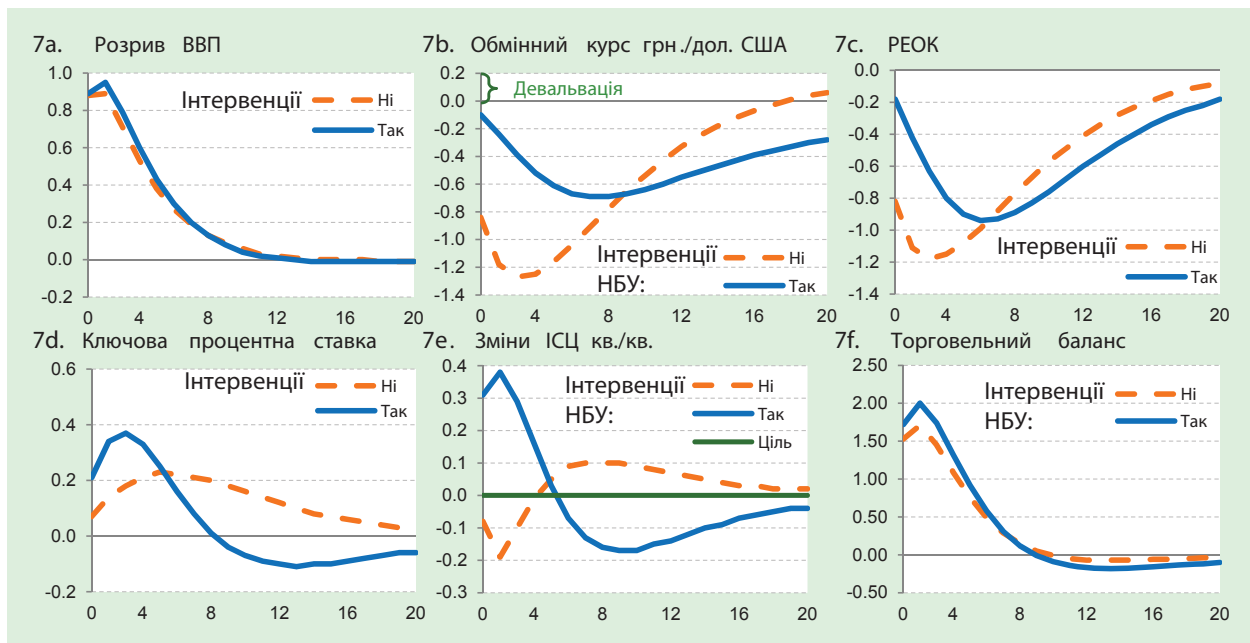 7a. Розрив ВВП
1.0
0.8
0.6
0.4
0.2
0.0
-0.2
0 4 8 12 16 20
Інтервенції
Ні
Так
7b. Обмінний курс грн./дол. США
0.2
0.0
-0.2
-0.4
-0.6
-0.8
-1.0
-1.2
-1.4
0 4 8 12 16 20
Девальвація
Інтервенції
НБУ:
Ні
Так
7c. РЕОК
0.0
-0.2
-0.4
-0.6
-0.8
-1.0
-1.2
-1.4
0 4 8 12 16 20
Інтервенції
Ні
Так
7d. Ключова процентна ставка
0.6
0.4
0.2
0.0
-0.2
0 4 8 12 16 20
Інтервенції
Ні
Так
7e. Зміни ІСЦ кв./кв.
0.4
0.3
0.2
0.1
0.0
-0.1
-0.2
-0.3
0 4 8 12 16 20
Інтервенції
НБУ:
Ні
Так
Ціль
7f. Торговельний баланс
2.50
2.00
1.50
1.00
0.50
0.00
-0.50
0 4 8 12 16 20
Інтервенції
НБУ:
Ні
Так